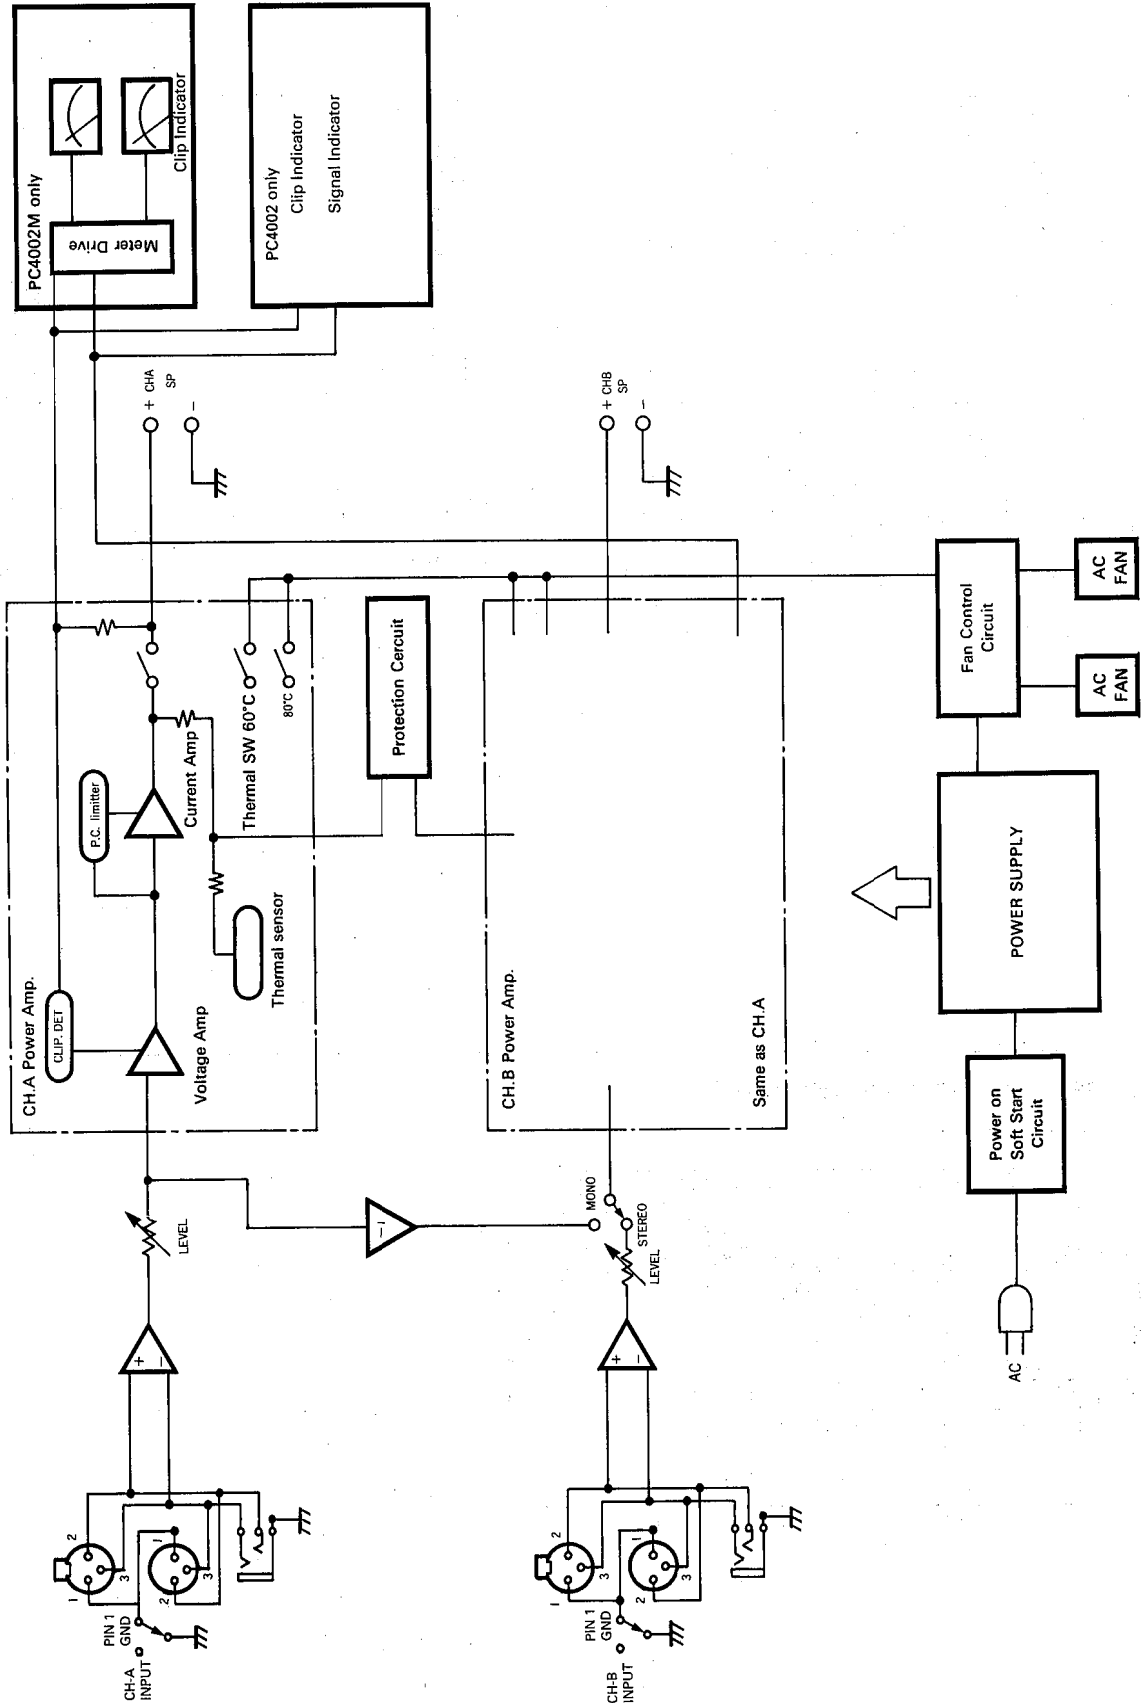 PC4002M only
Meter Drive
Clip Indicator
PC4002 only
Clip Indicator
Signal Indicator
CH-A
INPUT
PIN 1
GND
1
2
3
1
2
3
+
−
LEVEL
CH.A Power Amp.
CLIP. DET
Voltage Amp
P.C. limitter
Current Amp
Thermal sensor
Thermal SW 60°C
80°C
+ CHA
SP
−
−1
Protection Cercuit
CH-B
INPUT
PIN 1
GND
1
2
3
1
2
3
+
−
LEVEL
MONO
STEREO
CH.B Power Amp.
Same as CH.A
+ CHB
SP
−
AC
Power on
Soft Start
Circuit
POWER SUPPLY
Fan Control
Circuit
AC
FAN
AC
FAN